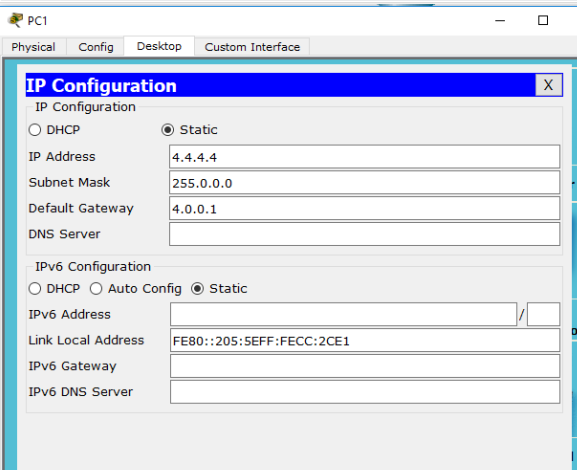 PC1
Physical Config Desktop Custom Interface
IP Configuration X
IP Configuration
DHCP Static
IP Address 4.4.4.4
Subnet Mask 255.0.0.0
Default Gateway 4.0.0.1
DNS Server
IPv6 Configuration
DHCP Auto Config Static
IPv6 Address /
Link Local Address FE80::205:5EFF:FECC:2CE1
IPv6 Gateway
IPv6 DNS Server